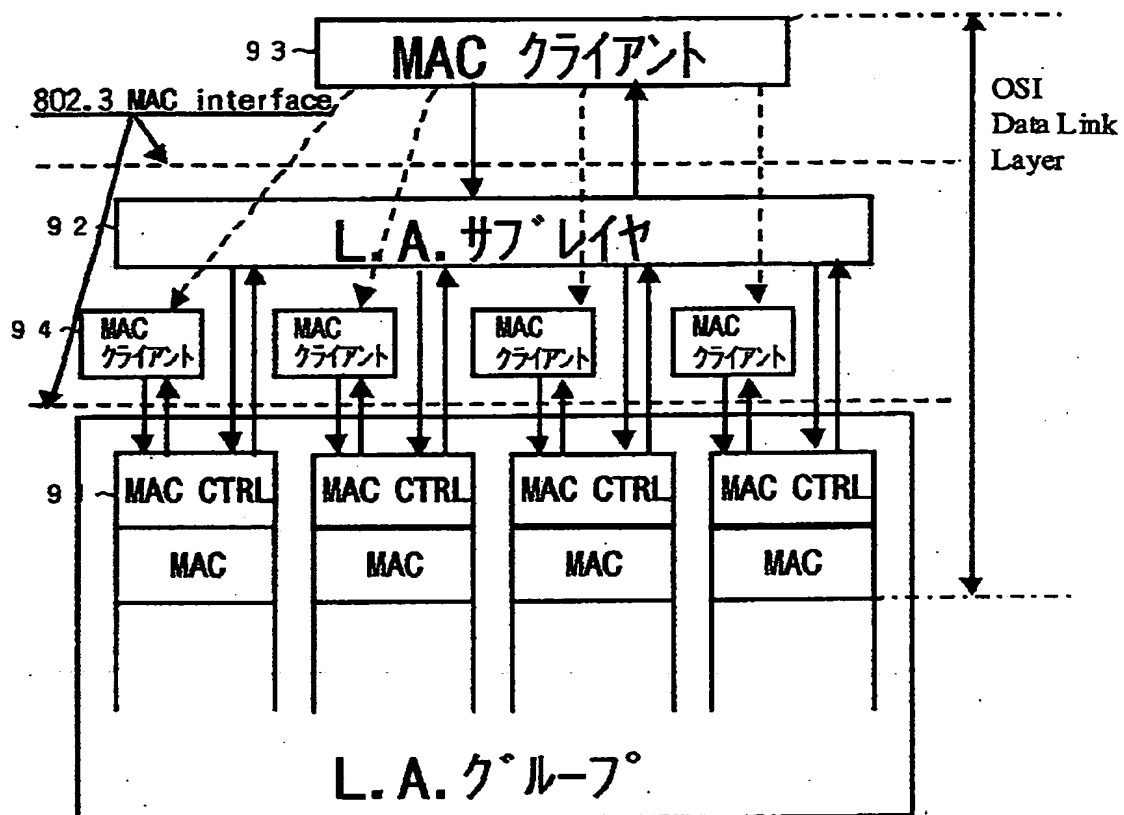 93
MAC クライアント
802.3 MAC interface
OSI
Data Link
Layer
92
L.A.サブレイヤ
94
MAC
クライアント
MAC
クライアント
MAC
クライアント
MAC
クライアント
91
MAC CTRL
MAC CTRL
MAC CTRL
MAC CTRL
MAC
MAC
MAC
MAC
L.A.グループ